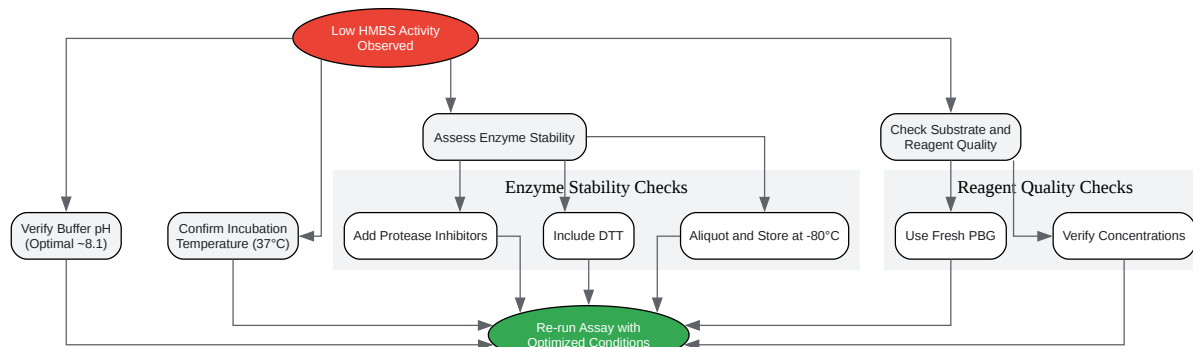 Low HMBS Activity
Observed
Assess Enzyme Stability
Check Substrate and
Reagent Quality
Enzyme Stability Checks
Reagent Quality Checks
Verify Buffer pH
(Optimal ~8.1)
Confirm Incubation
Temperature (37°C)
Add Protease Inhibitors
Include DTT
Aliquot and Store at -80°C
Use Fresh PBG
Verify Concentrations
Re-run Assay with
Optimized Conditions